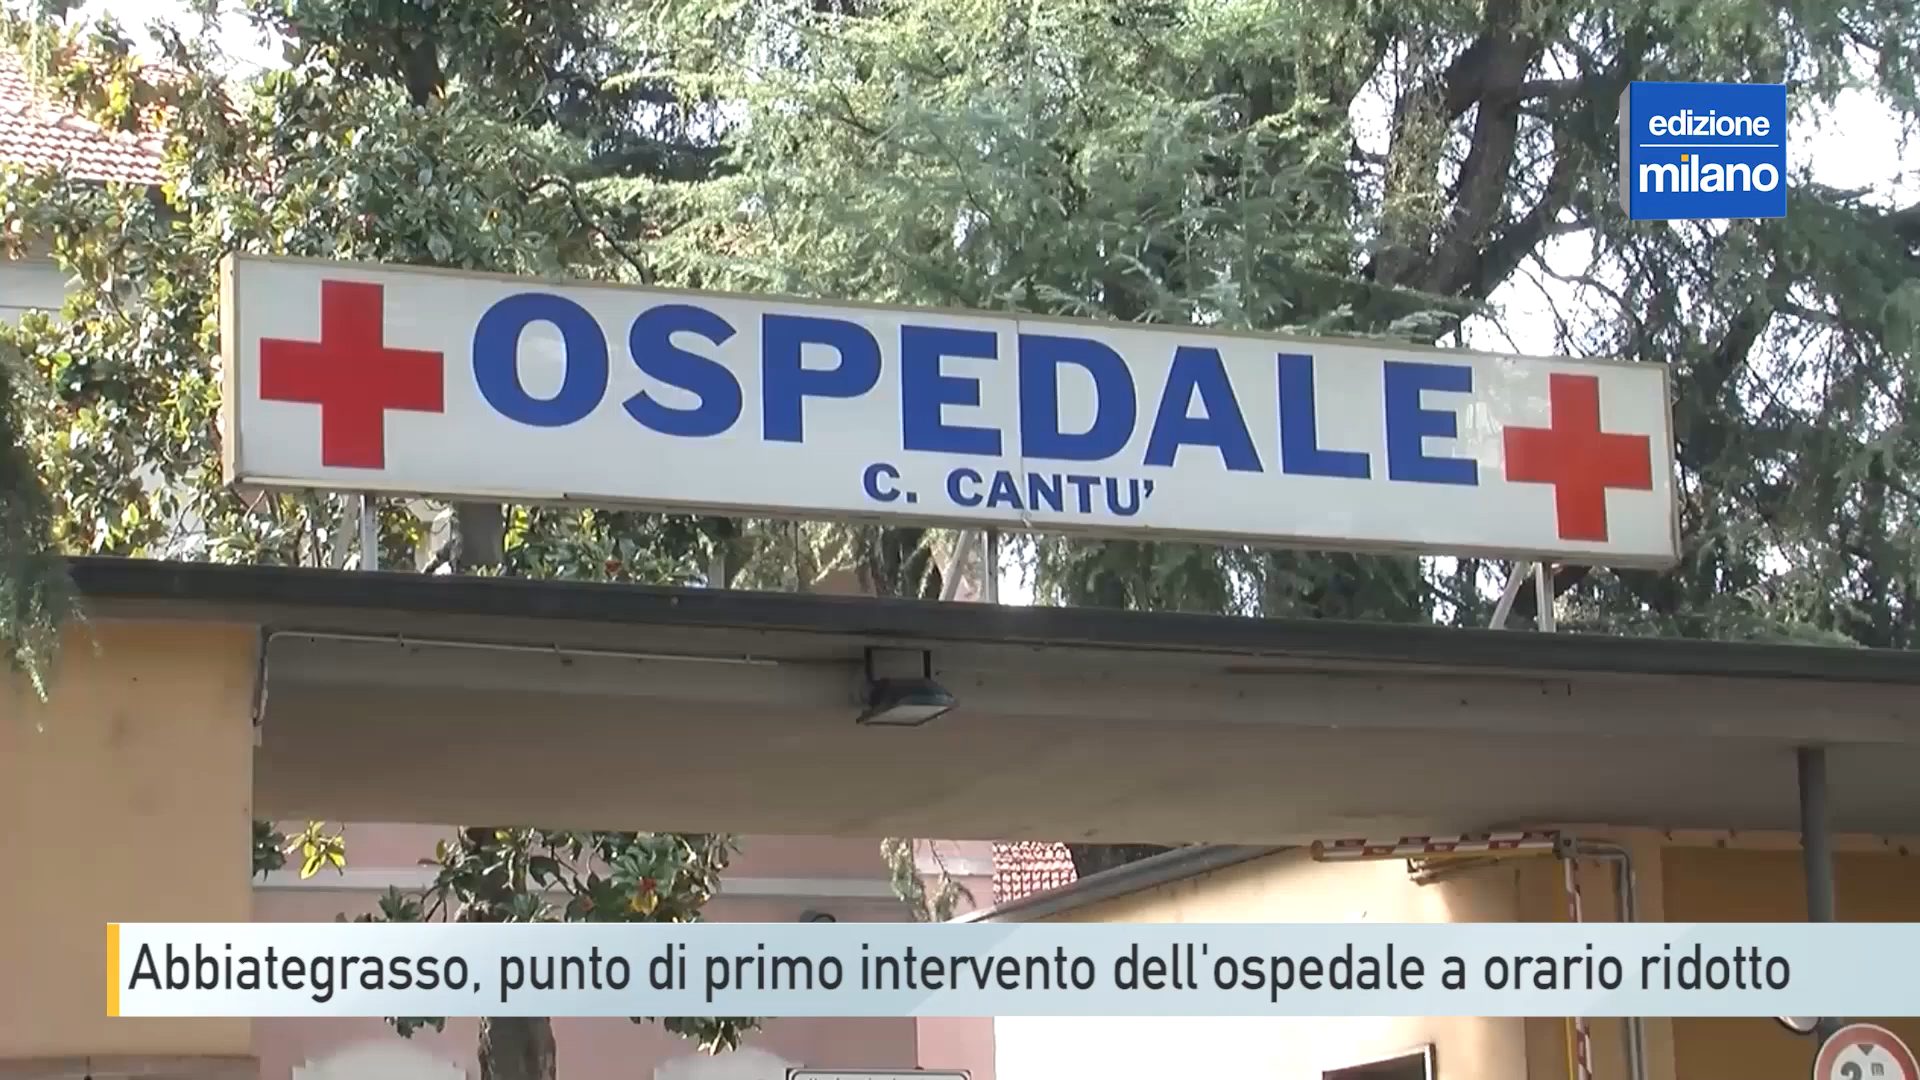 edizione
milano
OSPEDALE
C. CANTU'
Abbiategrasso, punto di primo intervento dell'ospedale a orario ridotto